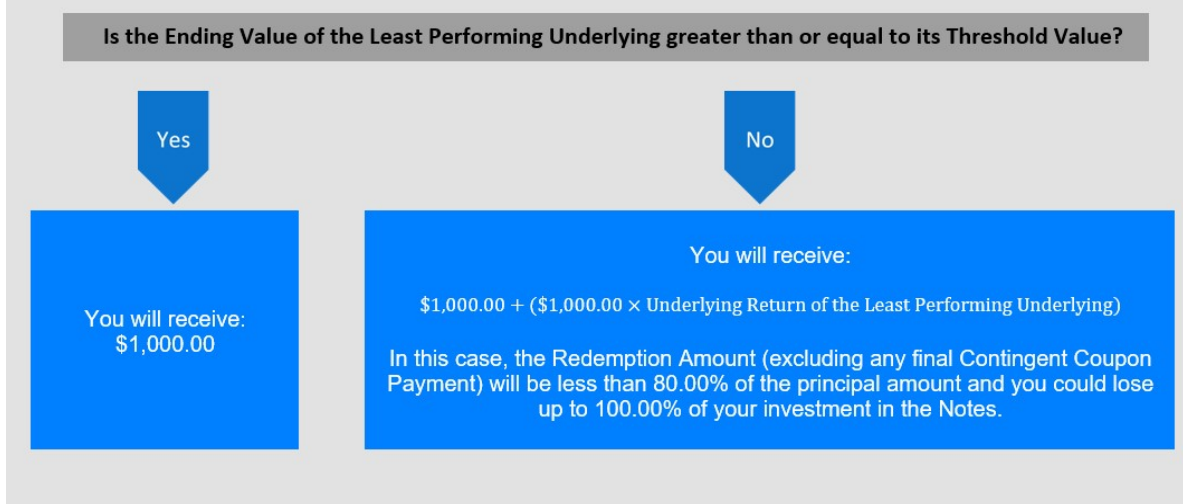 Is the Ending Value of the Least Performing Underlying greater than or equal to its Threshold Value?
Yes
No
You will receive:
$1,000.00
You will receive:
$1,000.00 + ($1,000.00 × Underlying Return of the Least Performing Underlying)
In this case, the Redemption Amount (excluding any final Contingent Coupon
Payment) will be less than 80.00% of the principal amount and you could lose
up to 100.00% of your investment in the Notes.